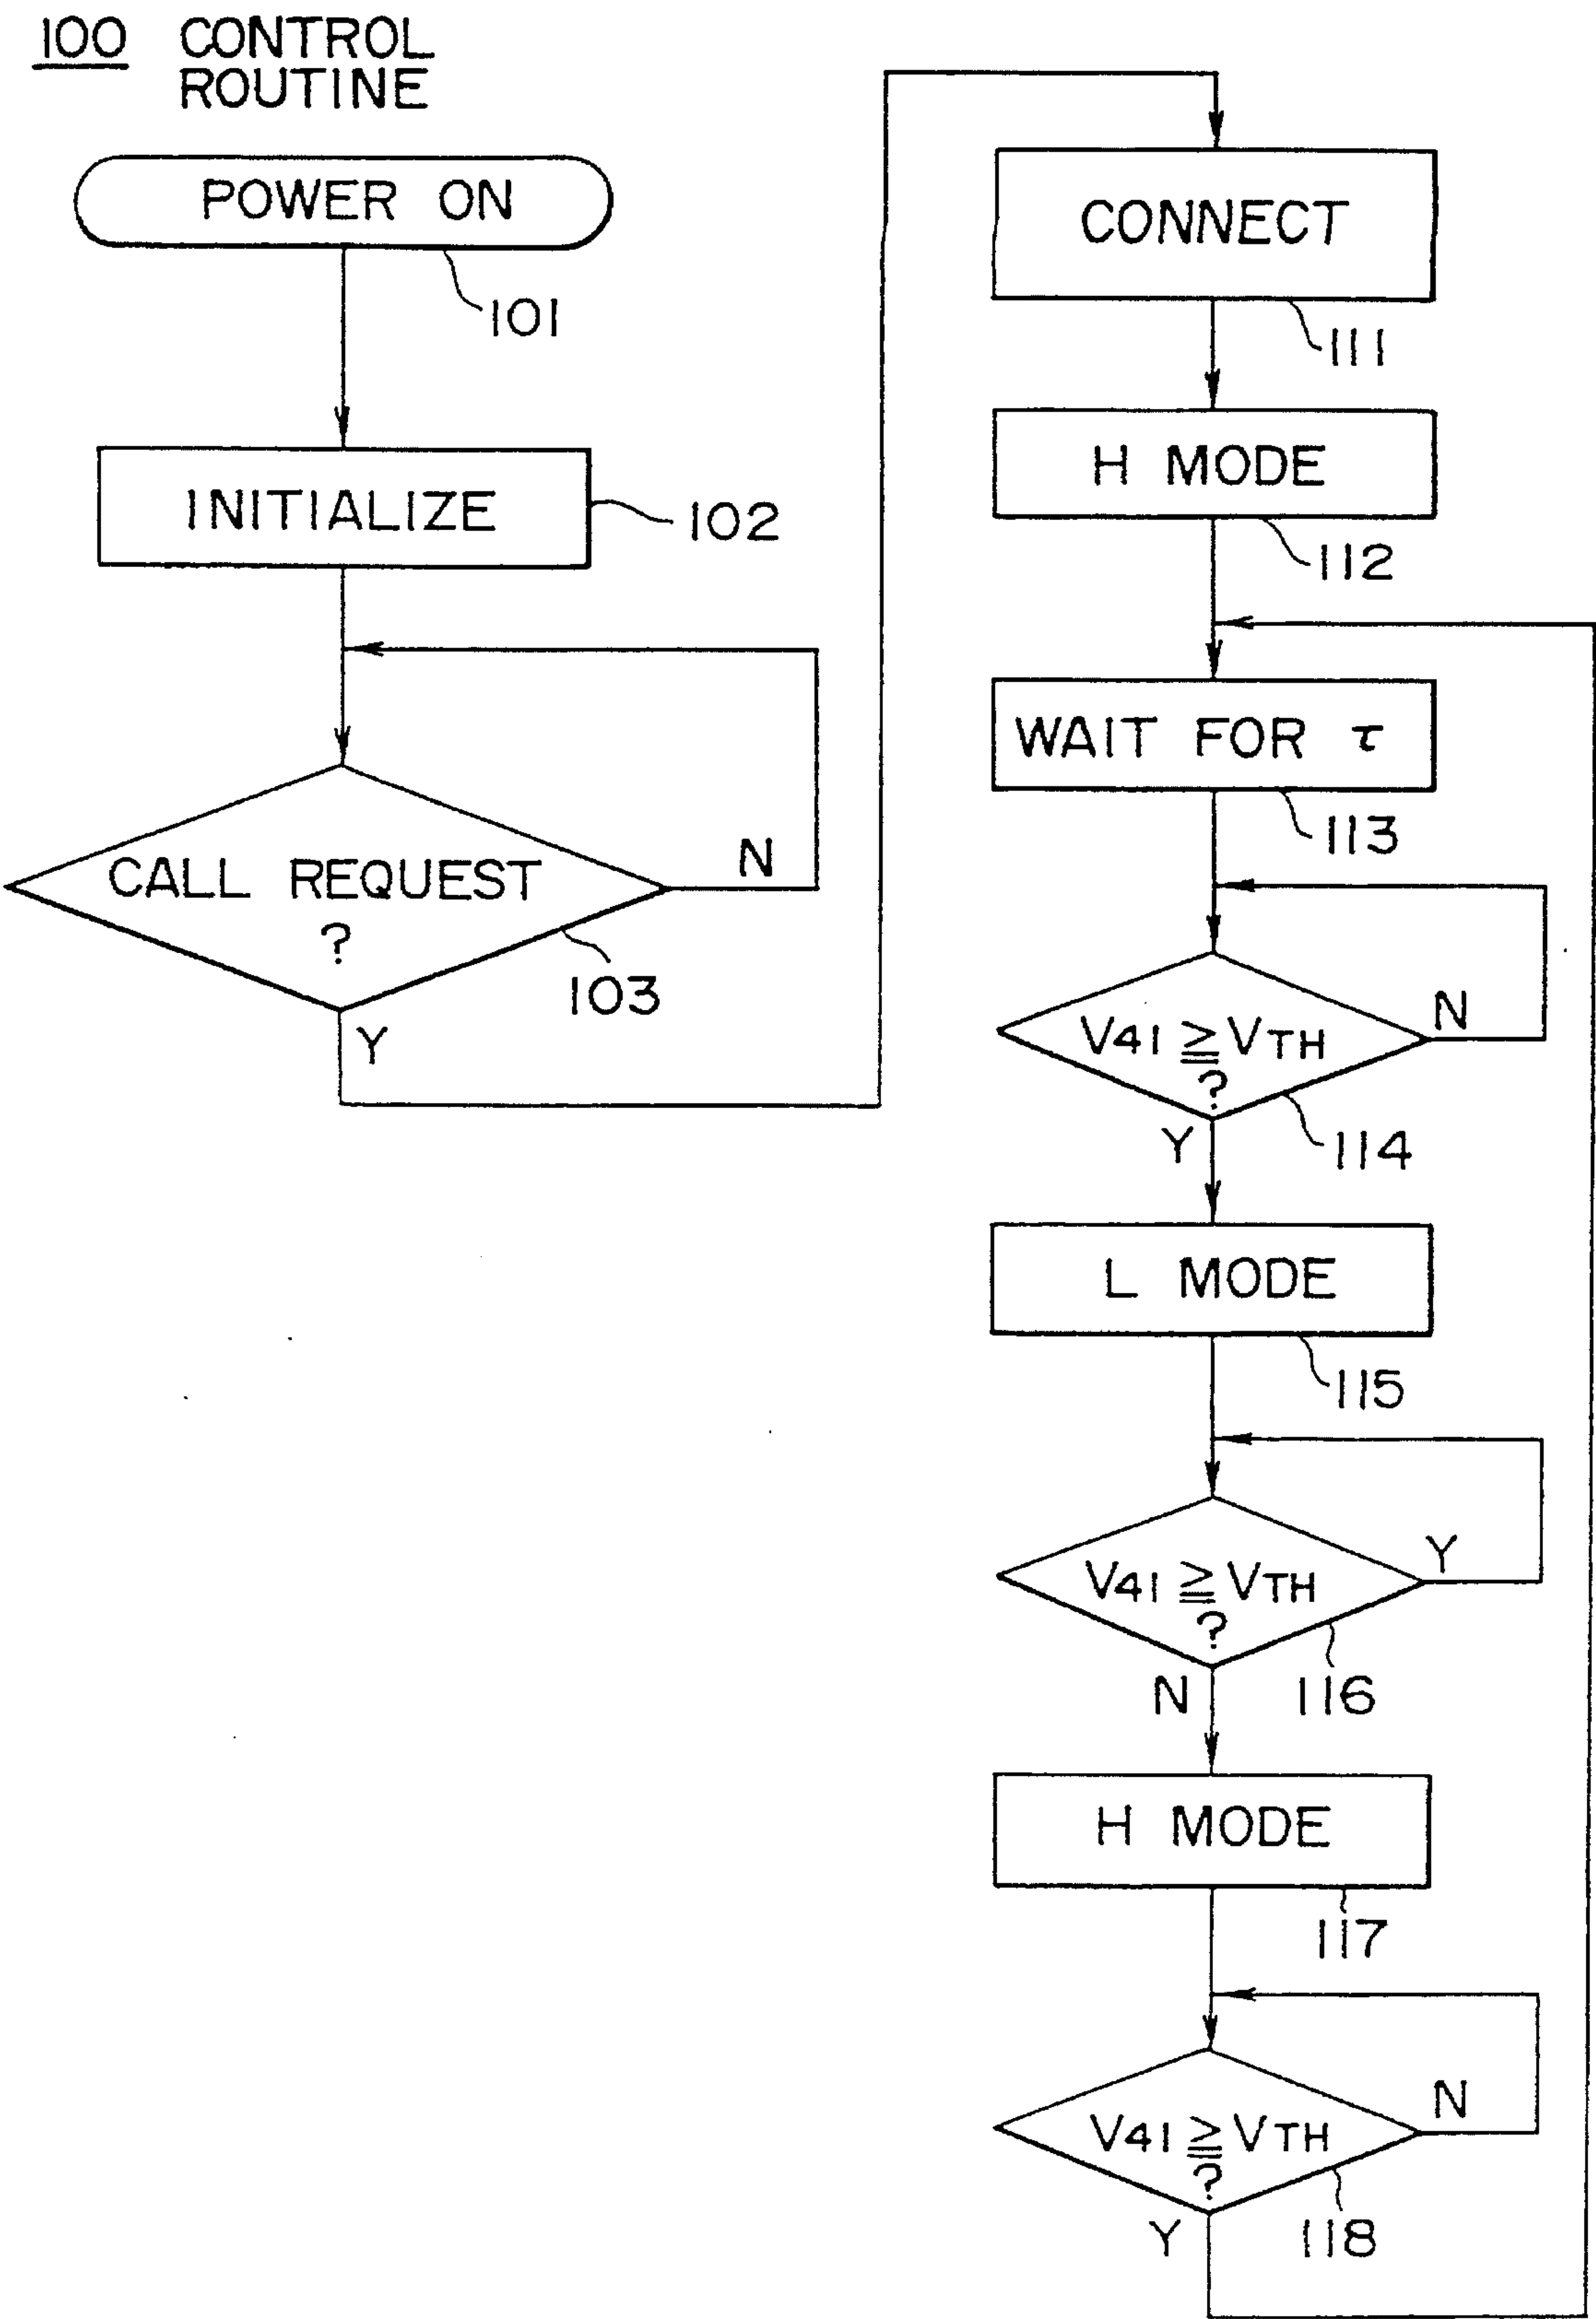 100 CONTROL
ROUTINE
POWER ON
101
INITIALIZE
102
CALL REQUEST
?
N
103
Y
CONNECT
111
H MODE
112
WAIT FOR τ
113
V41 ≧ VTH
?
N
Y
114
L MODE
115
V41 ≧ VTH
?
Y
N
116
H MODE
117
V41 ≧ VTH
?
N
Y
118